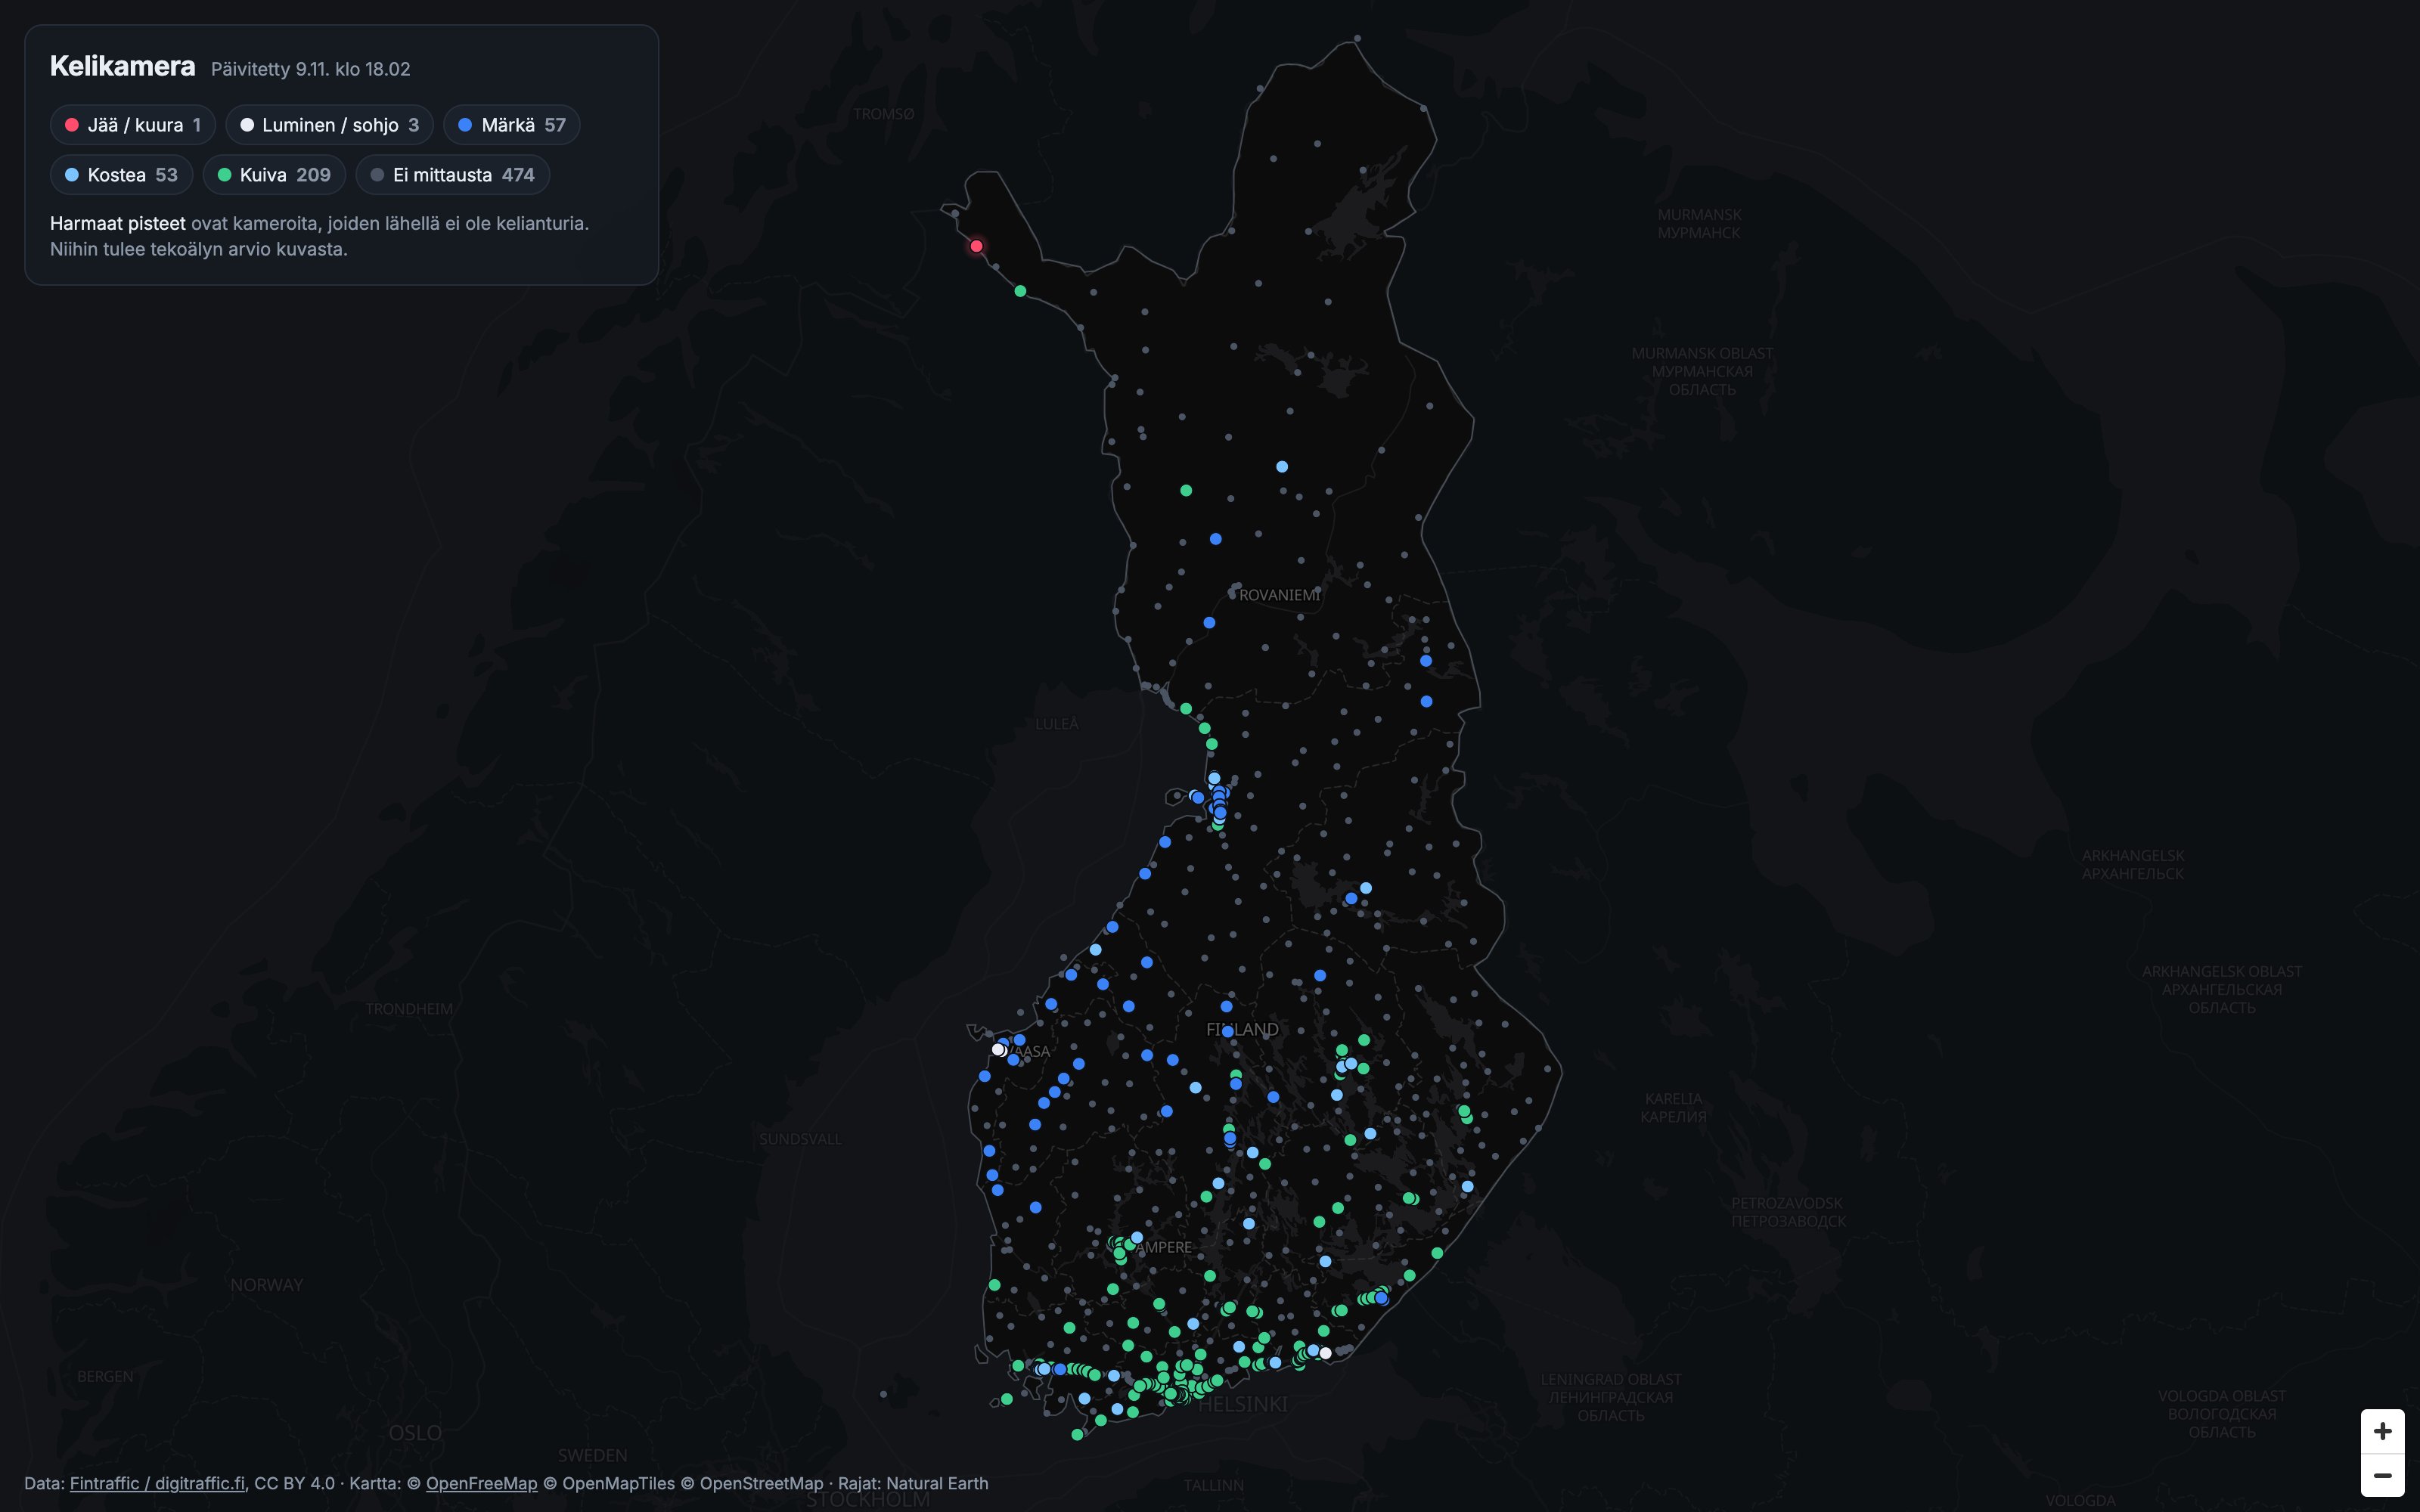 Kelikamera Päivitetty 9.11. klo 18.02
Jää / kuura 1 Luminen / sohjo 3 Märkä 57
Kostea 53 Kuiva 209 Ei mittausta 474
Harmaat pisteet ovat kameroita, joiden lähellä ei ole kelianturia.
Niihin tulee tekoälyn arvio kuvasta.
TROMSØ
MURMANSK
МУРМАНСК
MURMANSK OBLAST
МУРМАНСКАЯ
ОБЛАСТЬ
ROVANIEMI
LULEÅ
ARKHANGELSK
АРХАНГЕЛЬСК
ARKHANGELSK OBLAST
АРХАНГЕЛЬСКАЯ
ОБЛАСТЬ
TRONDHEIM
FINLAND
AASA
KARELIA
КАРЕЛИЯ
SUNDSVALL
PETROZAVODSK
ПЕТРОЗАВОДСК
AMPERE
NORWAY
BERGEN
LENINGRAD OBLAST
ЛЕНИНГРАДСКАЯ
ОБЛАСТЬ
VOLOGDA OBLAST
ВОЛОГОДСКАЯ
ОБЛАСТЬ
HELSINKI
OSLO
SWEDEN
Data: Fintraffic / digitraffic.fi, CC BY 4.0 · Kartta: © OpenFreeMap © OpenMapTiles © OpenStreetMap · Rajat: Natural Earth
TALLINN
STOCKHOLM
VOLOGDA